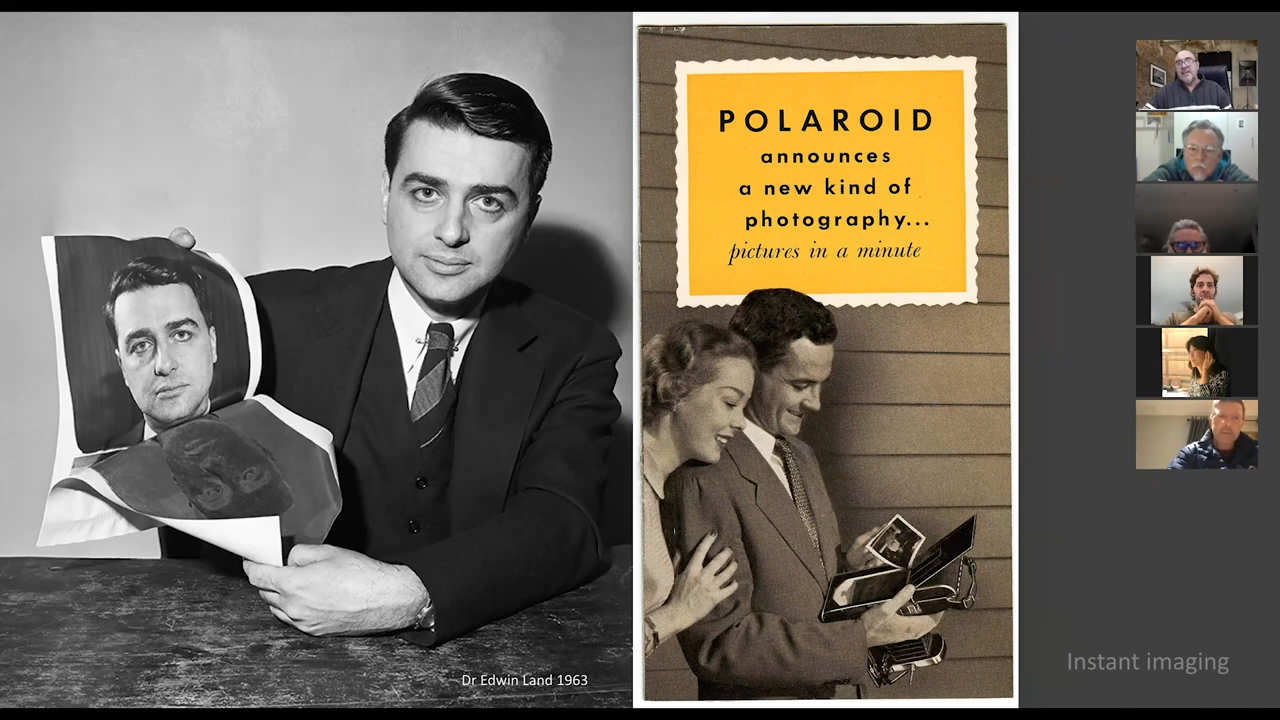 Dr Edwin Land 1963
POLAROID
announces
a new kind of
photography...
pictures in a minute
Instant imaging